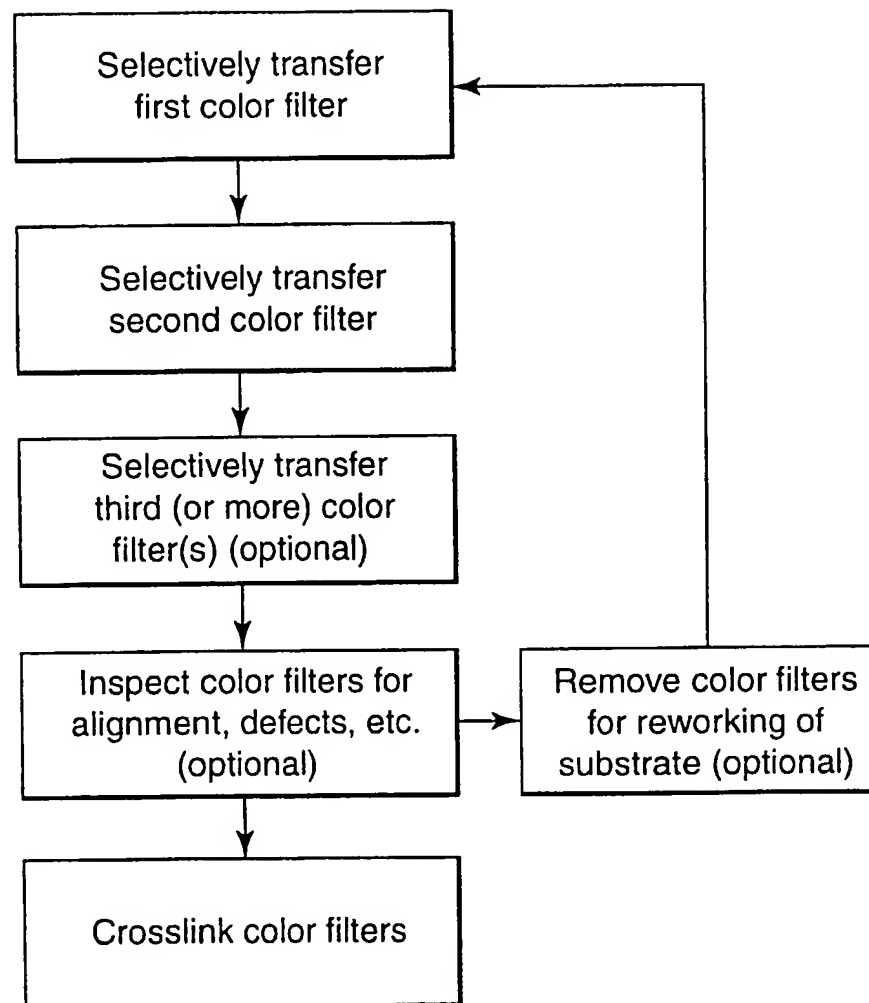 Selectively transfer
first color filter
Selectively transfer
second color filter
Selectively transfer
third (or more) color
filter(s) (optional)
Inspect color filters for
alignment, defects, etc.
(optional)
Remove color filters
for reworking of
substrate (optional)
Crosslink color filters